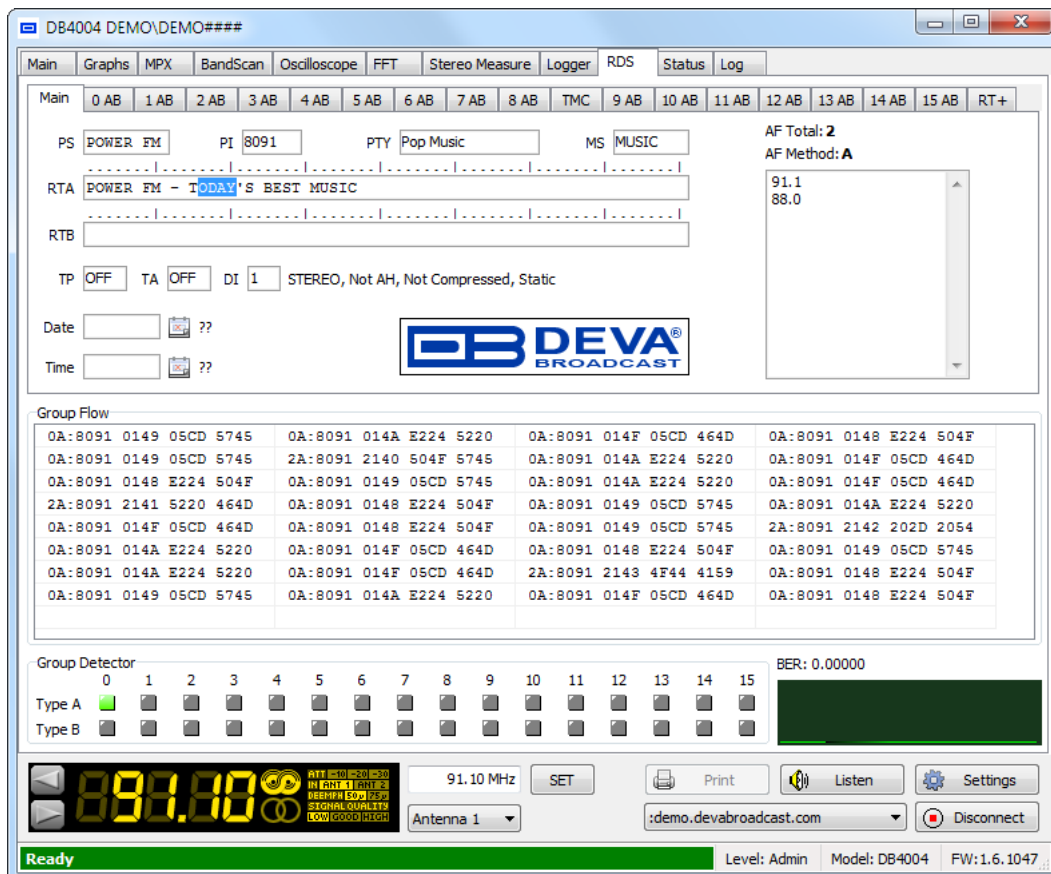 DB4004 DEMO\DEMO####
Main Graphs MPX BandScan Oscilloscope FFT Stereo Measure Logger RDS Status Log
Main 0 AB 1 AB 2 AB 3 AB 4 AB 5 AB 6 AB 7 AB 8 AB TMC 9 AB 10 AB 11 AB 12 AB 13 AB 14 AB 15 AB RT+
PS POWER FM PI 8091 PTY Pop Music MS MUSIC
RTA POWER FM - TODAY'S BEST MUSIC
RTB
TP OFF TA OFF DI 1 STEREO, Not AH, Not Compressed, Static
Date ??
Time ??
DEVA®
BROADCAST
AF Total: 2
AF Method: A
91.1
88.0
Group Flow
0A:8091 0149 05CD 5745 0A:8091 014A E224 5220 0A:8091 014F 05CD 464D 0A:8091 0148 E224 504F
0A:8091 0149 05CD 5745 2A:8091 2140 504F 5745 0A:8091 014A E224 5220 0A:8091 014F 05CD 464D
0A:8091 0148 E224 504F 0A:8091 0149 05CD 5745 0A:8091 014A E224 5220 0A:8091 014F 05CD 464D
2A:8091 2141 5220 464D 0A:8091 0148 E224 504F 0A:8091 0149 05CD 5745 0A:8091 014A E224 5220
0A:8091 014F 05CD 464D 0A:8091 0148 E224 504F 0A:8091 0149 05CD 5745 2A:8091 2142 202D 2054
0A:8091 014A E224 5220 0A:8091 014F 05CD 464D 0A:8091 0148 E224 504F 0A:8091 0149 05CD 5745
0A:8091 014A E224 5220 0A:8091 014F 05CD 464D 2A:8091 2143 4F44 4159 0A:8091 0148 E224 504F
0A:8091 0149 05CD 5745 0A:8091 014A E224 5220 0A:8091 014F 05CD 464D 0A:8091 0148 E224 504F
Group Detector
0 1 2 3 4 5 6 7 8 9 10 11 12 13 14 15
Type A
Type B
BER: 0.00000
91.10
ATT -10 -20 -30
IN ANT 1 ANT 2
DEEMPH 50 µ 75 µ
SIGNAL QUALITY
LOW GOOD HIGH
91.10 MHz SET Print Listen Settings
Antenna 1 :demo.devabroadcast.com Disconnect
Ready Level: Admin Model: DB4004 FW:1.6.1047